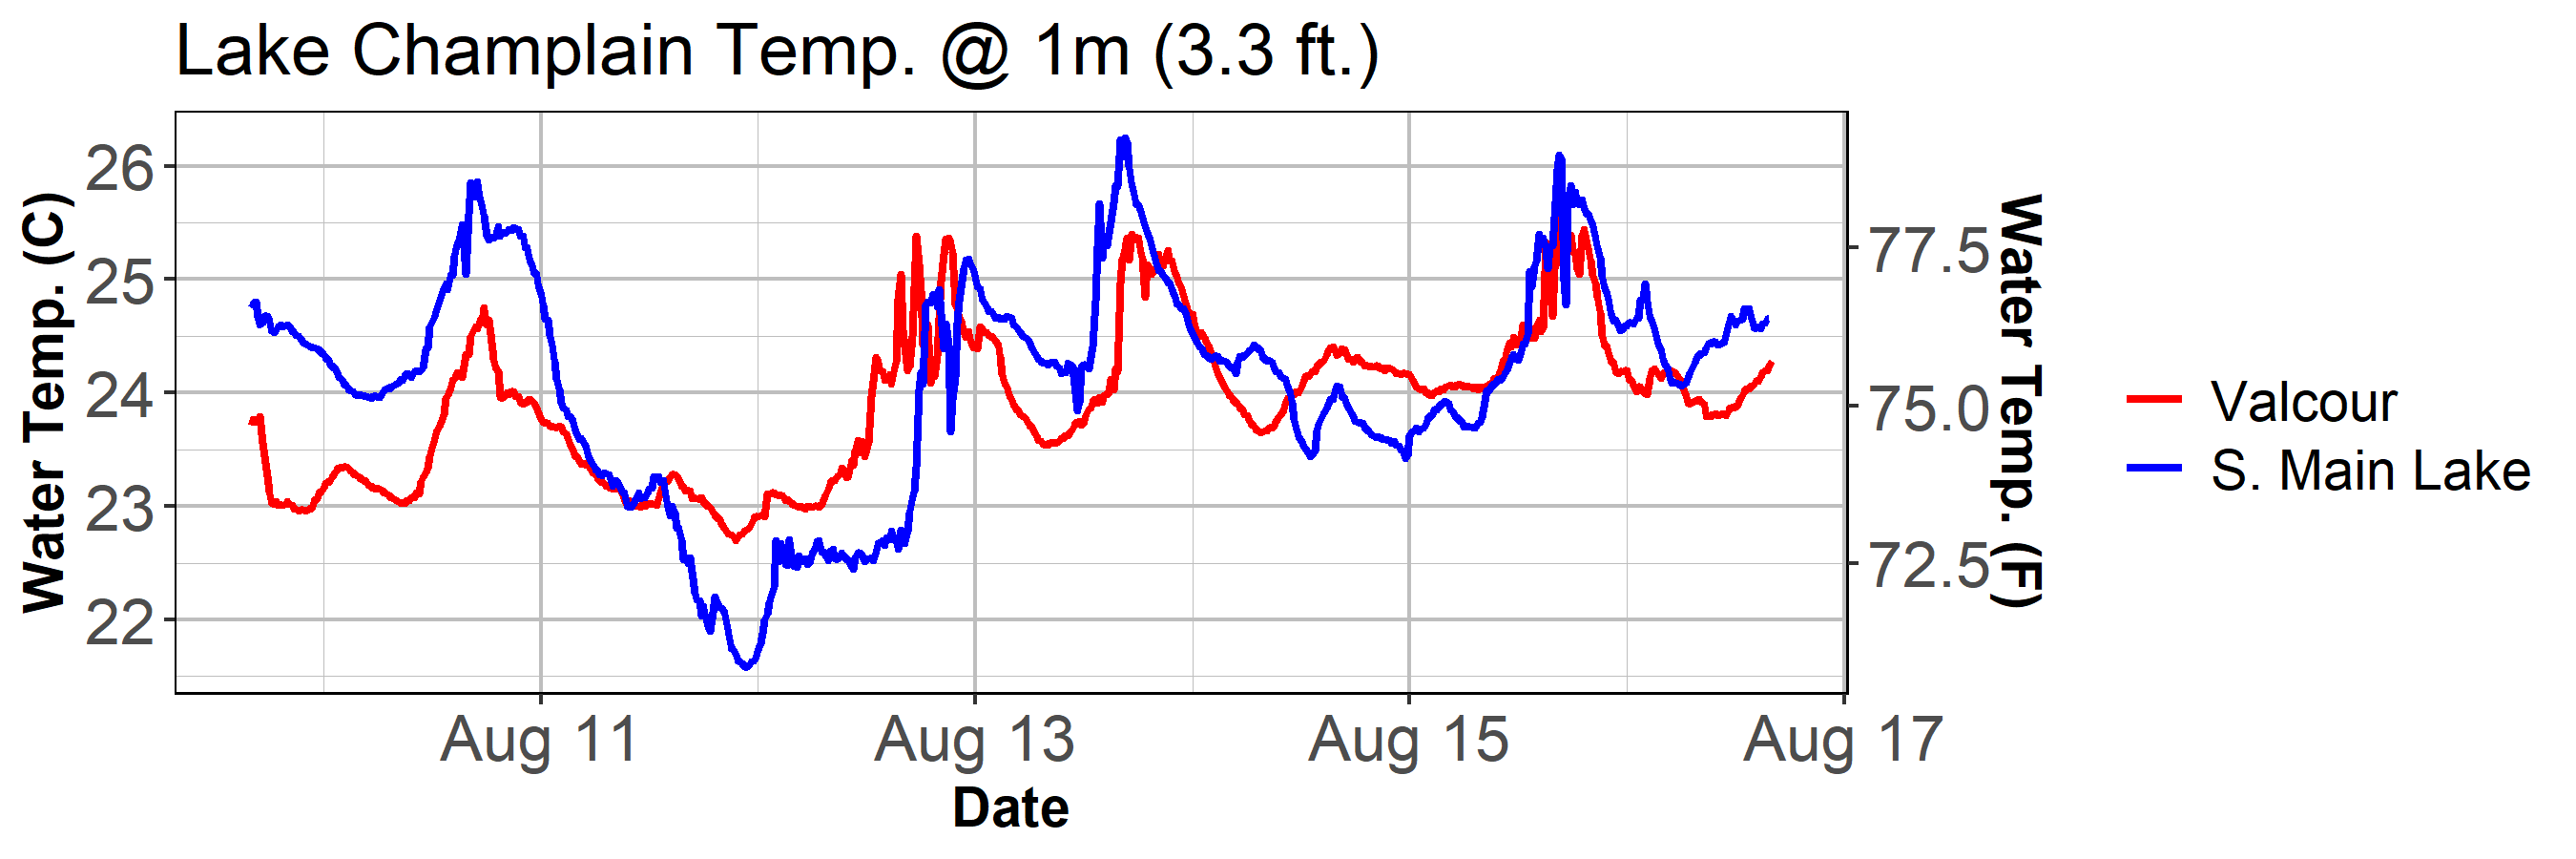 Lake Champlain Temp. @ 1m (3.3 ft.)
Water Temp. (C)
26
25
24
23
22
77.5
75.0
72.5
Water Temp. (F)
Aug 11
Aug 13
Aug 15
Aug 17
Date
Valcour
S. Main Lake